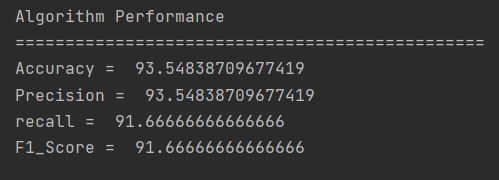 Algorithm Performance
===============================================
Accuracy =  93.54838709677419
Precision =  93.54838709677419
recall =  91.66666666666666
F1_Score =  91.66666666666666